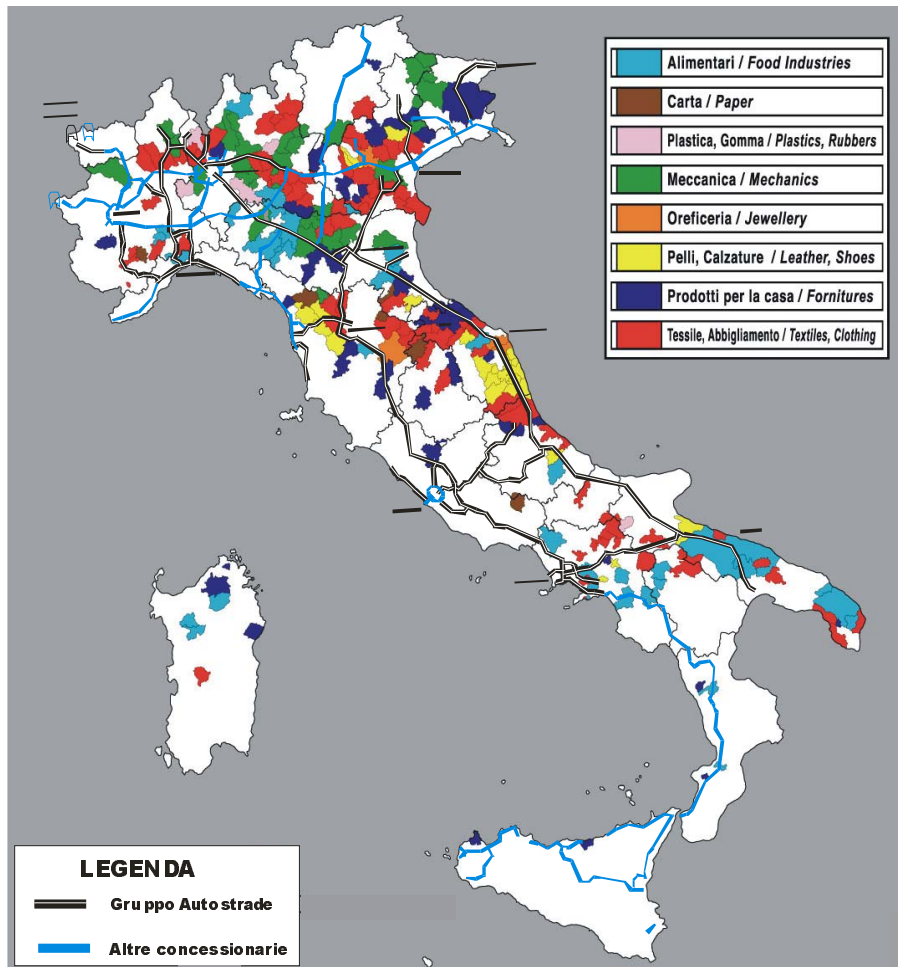 Alimentari / Food Industries
Carta / Paper
Plastica, Gomma / Plastics, Rubbers
Meccanica / Mechanics
Oreficeria / Jewellery
Pelli, Calzature / Leather, Shoes
Prodotti per la casa / Fornitures
Tessile, Abbigliamento / Textiles, Clothing
LEGENDA
Gruppo Autostrade
Altre concessionarie